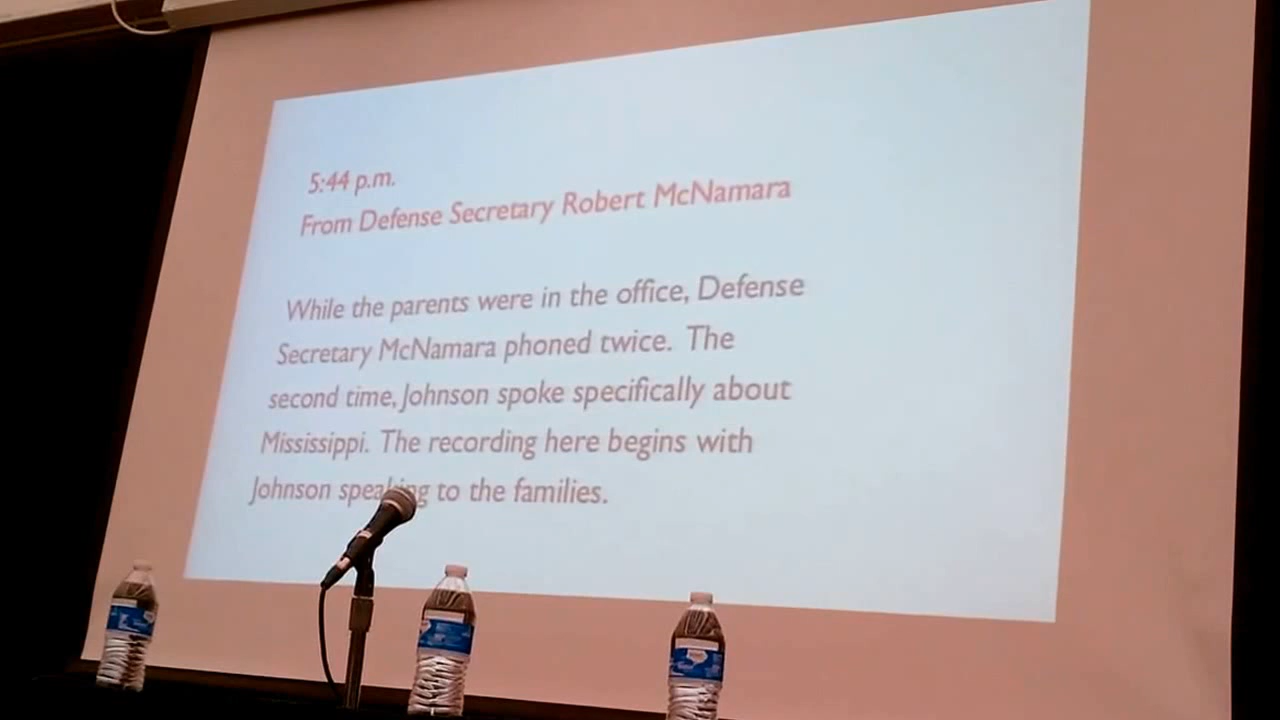 5:44 p.m.
From Defense Secretary Robert McNamara
While the parents were in the office, Defense
Secretary McNamara phoned twice. The
second time, Johnson spoke specifically about
Mississippi. The recording here begins with
Johnson speaking to the families.